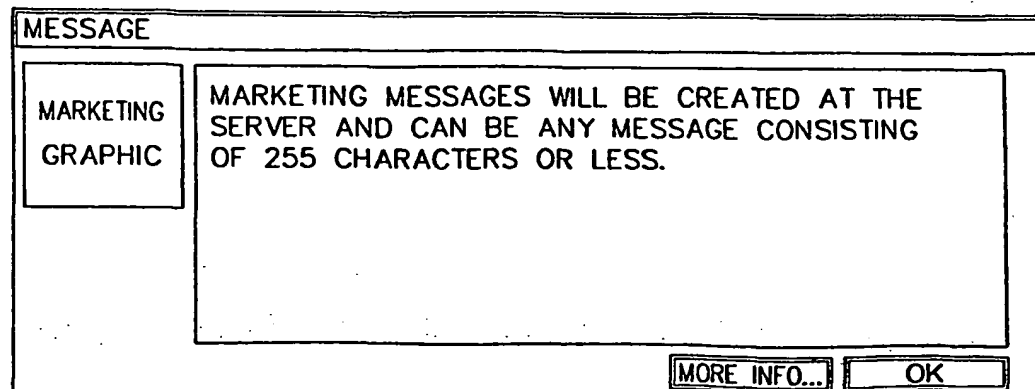 MESSAGE
MARKETING
GRAPHIC
MARKETING MESSAGES WILL BE CREATED AT THE
SERVER AND CAN BE ANY MESSAGE CONSISTING
OF 255 CHARACTERS OR LESS.
MORE INFO...
OK